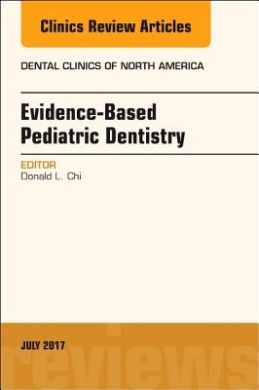 Clinics Review Articles
DENTAL CLINICS OF NORTH AMERICA
Evidence-Based
Pediatric Dentistry
EDITOR
Donald L. Chi
JULY 2017
reviews